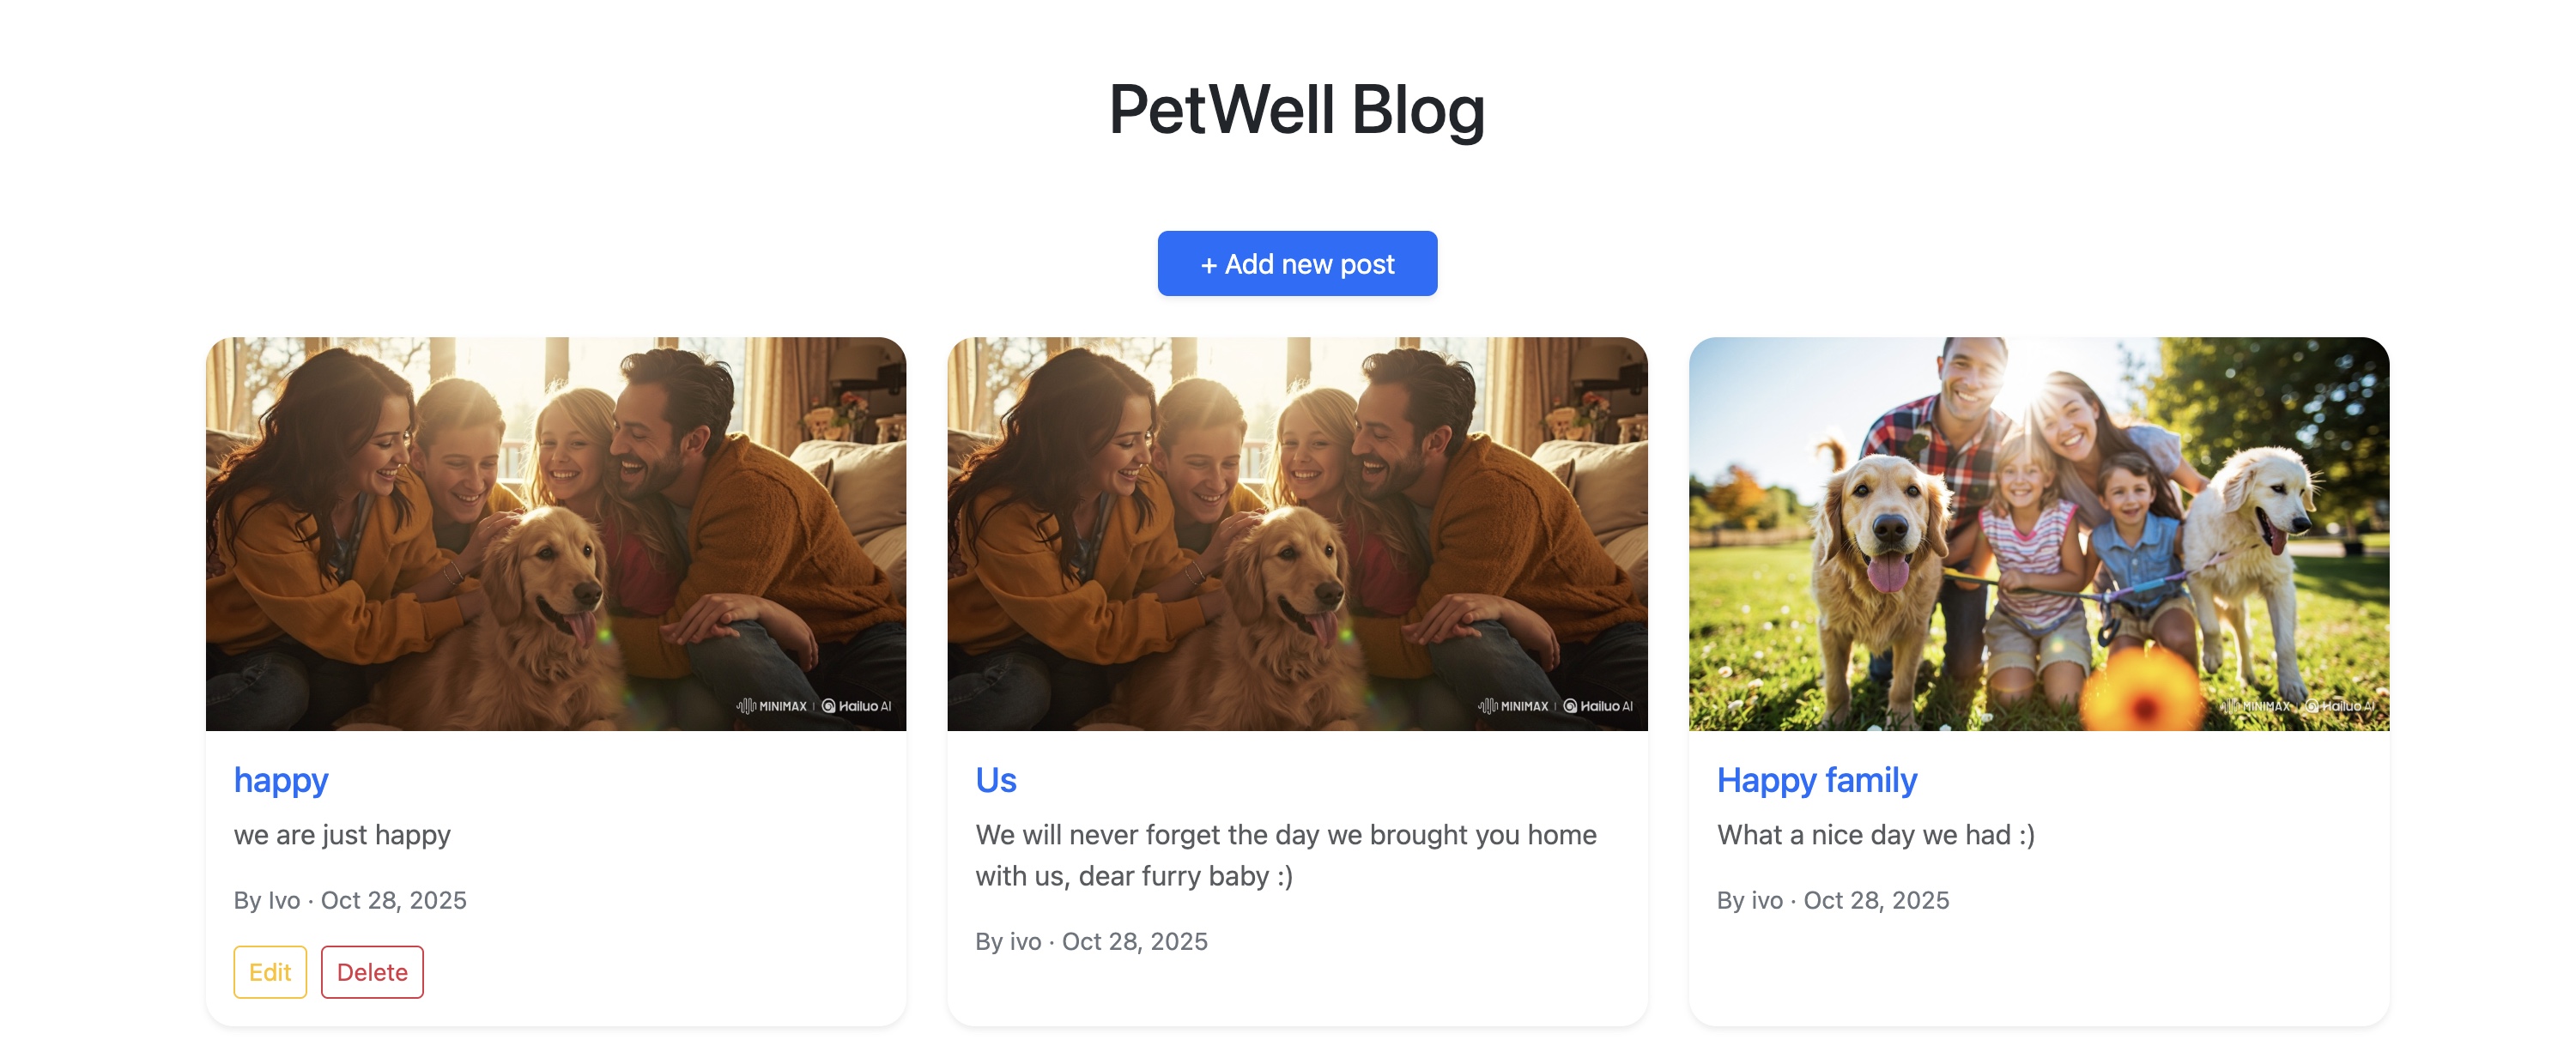 PetWell Blog
+ Add new post
MINIMAX | Hailuo AI
MINIMAX | Hailuo AI
MINIMAX | Hailuo AI
happy
we are just happy
By Ivo · Oct 28, 2025
Edit
Delete
Us
We will never forget the day we brought you home
with us, dear furry baby :)
By ivo · Oct 28, 2025
Happy family
What a nice day we had :)
By ivo · Oct 28, 2025